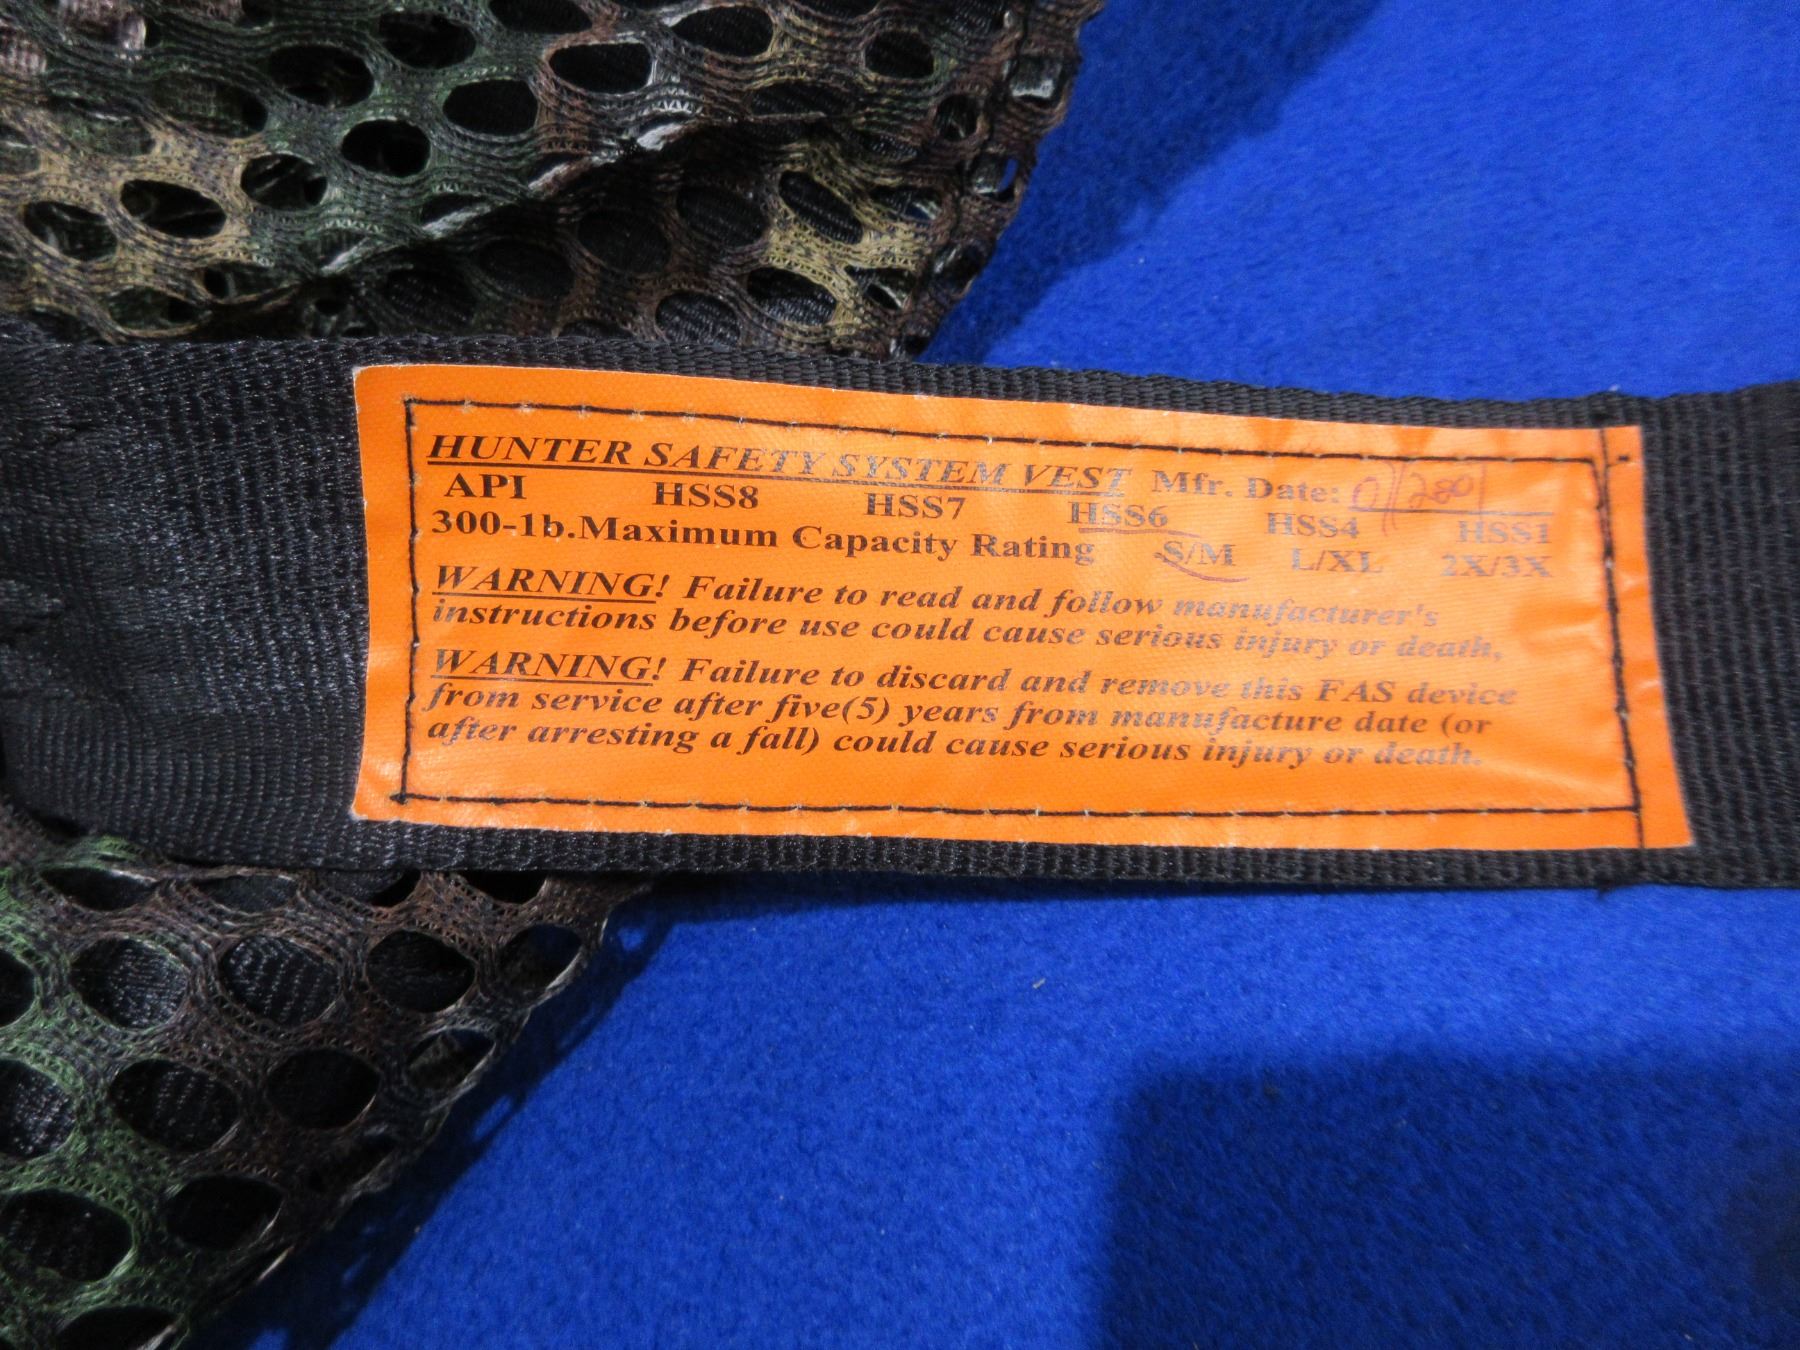 HUNTER SAFETY SYSTEM VEST Mfr. Date:
API HSS8 HSS7 HSS6 HSS4 HSS1
300-lb.Maximum Capacity Rating S/M L/XL 2X/3X
WARNING! Failure to read and follow manufacturer's
instructions before use could cause serious injury or death,
WARNING! Failure to discard and remove this FAS device
from service after five(5) years from manufacture date (or
after arresting a fall) could cause serious injury or death.